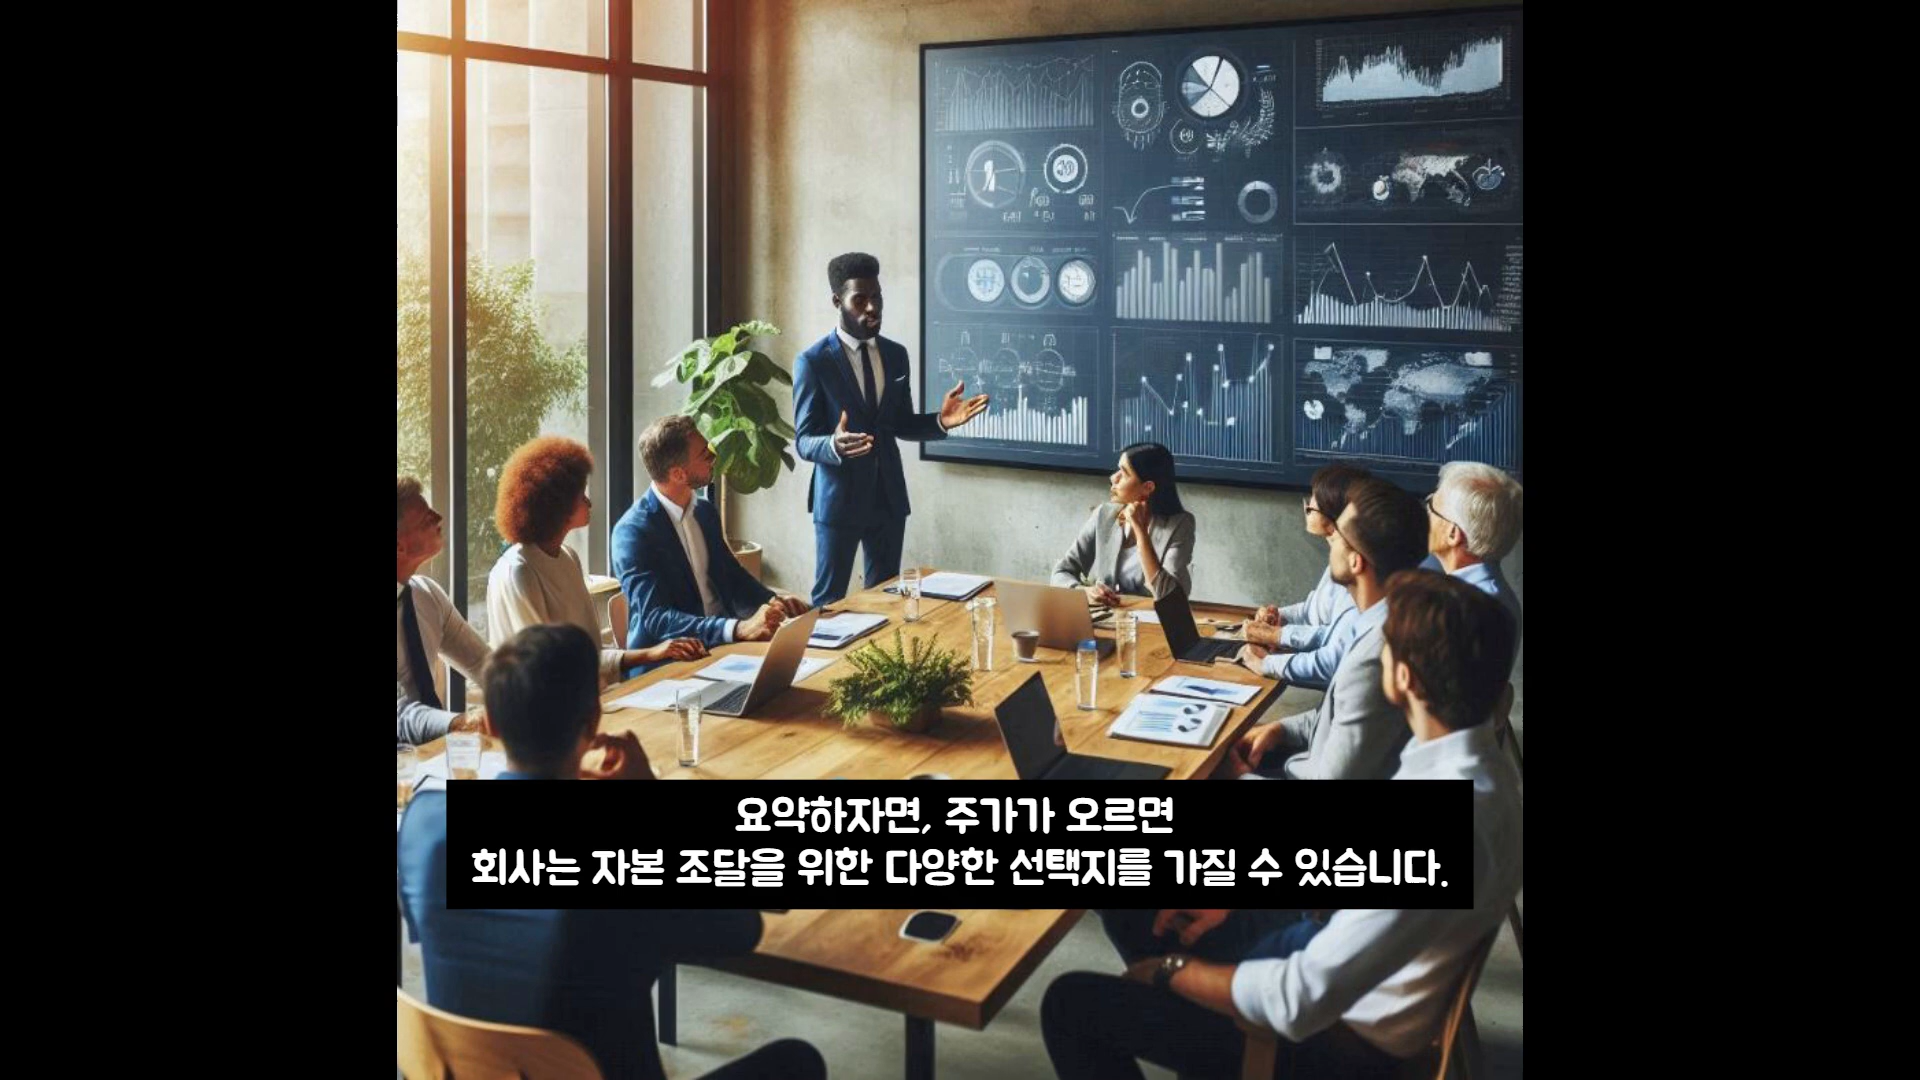 요약하자면, 주가가 오르면
회사는 자본 조달을 위한 다양한 선택지를 가질 수 있습니다.